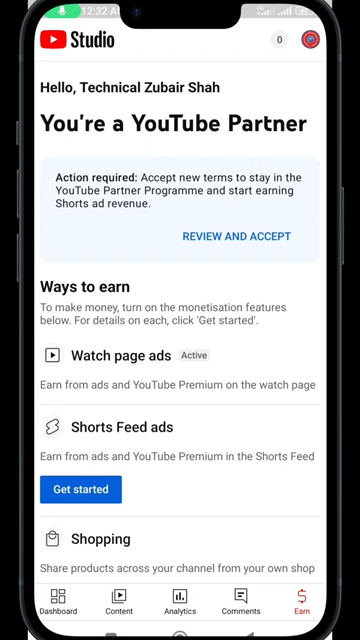 12:32 A
Studio
0
Hello, Technical Zubair Shah
You're a YouTube Partner
Action required: Accept new terms to stay in the
YouTube Partner Programme and start earning
Shorts ad revenue.
REVIEW AND ACCEPT
Ways to earn
To make money, turn on the monetisation features
below. For details on each, click 'Get started'.
Watch page ads Active
Earn from ads and YouTube Premium on the watch page
Shorts Feed ads
Earn from ads and YouTube Premium in the Shorts Feed
Get started
Shopping
Share products across your channel from your own shop
Dashboard Content Analytics Comments Earn